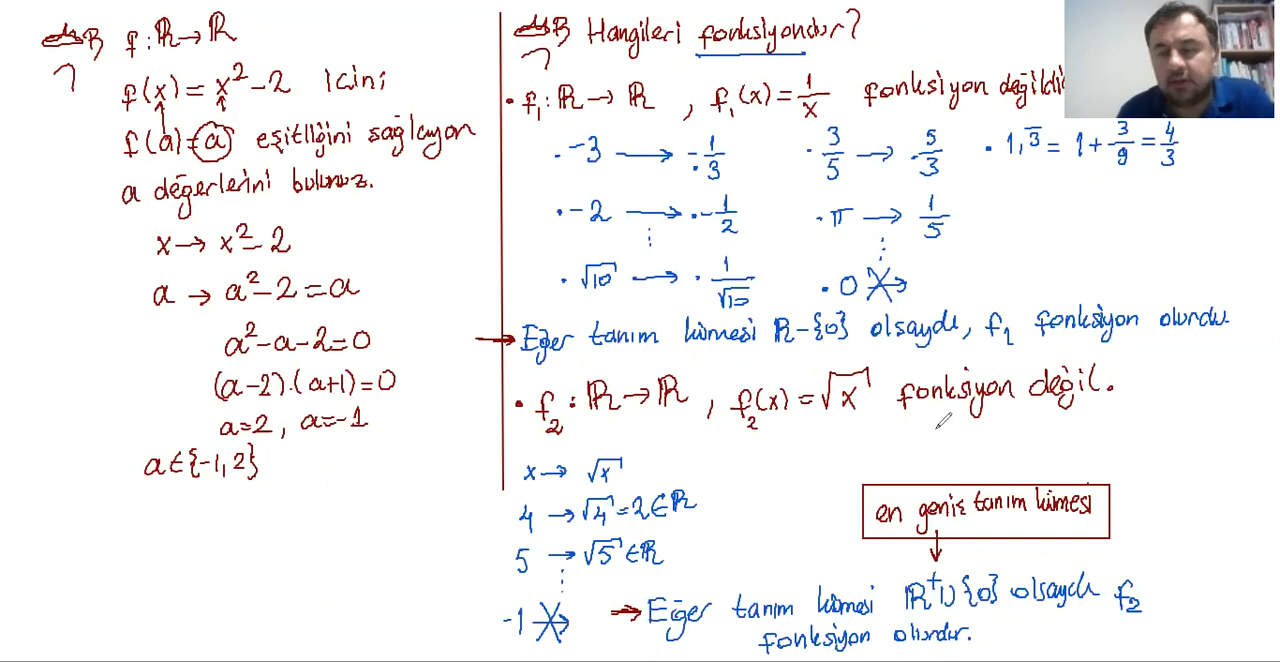 f : ℝ → ℝ
f(x) = x² - 2 için;
f(a) = a eşitliğini sağlayan
a değerlerini bulunuz.
x → x² - 2
a → a² - 2 = a
a² - a - 2 = 0
(a-2).(a+1) = 0
a=2 , a=-1
a ∈ {-1, 2}
Hangileri fonksiyondur?
• f₁ : ℝ → ℝ , f₁(x) = 1/x fonksiyon değildi
• -3 → • -1/3
• 3/5 → • 5/3
• 1,3̅ = 1 + 3/9 = 4/3
• -2 → • -1/2
• π → 1/5
⋮ ⋮
• √10 → • 1/√10
• 0 ↛
→ Eğer tanım kümesi ℝ - {0} olsaydı, f₁ fonksiyon olurdu.
• f₂ : ℝ → ℝ , f₂(x) = √x fonksiyon değil.
x → √x
4 → √4 = 2 ∈ ℝ
5 → √5 ∈ ℝ
⋮
-1 ↛
en geniş tanım kümesi
↓
→ Eğer tanım kümesi ℝ⁺ ∪ {0} olsaydı f₂
fonksiyon olurdu.